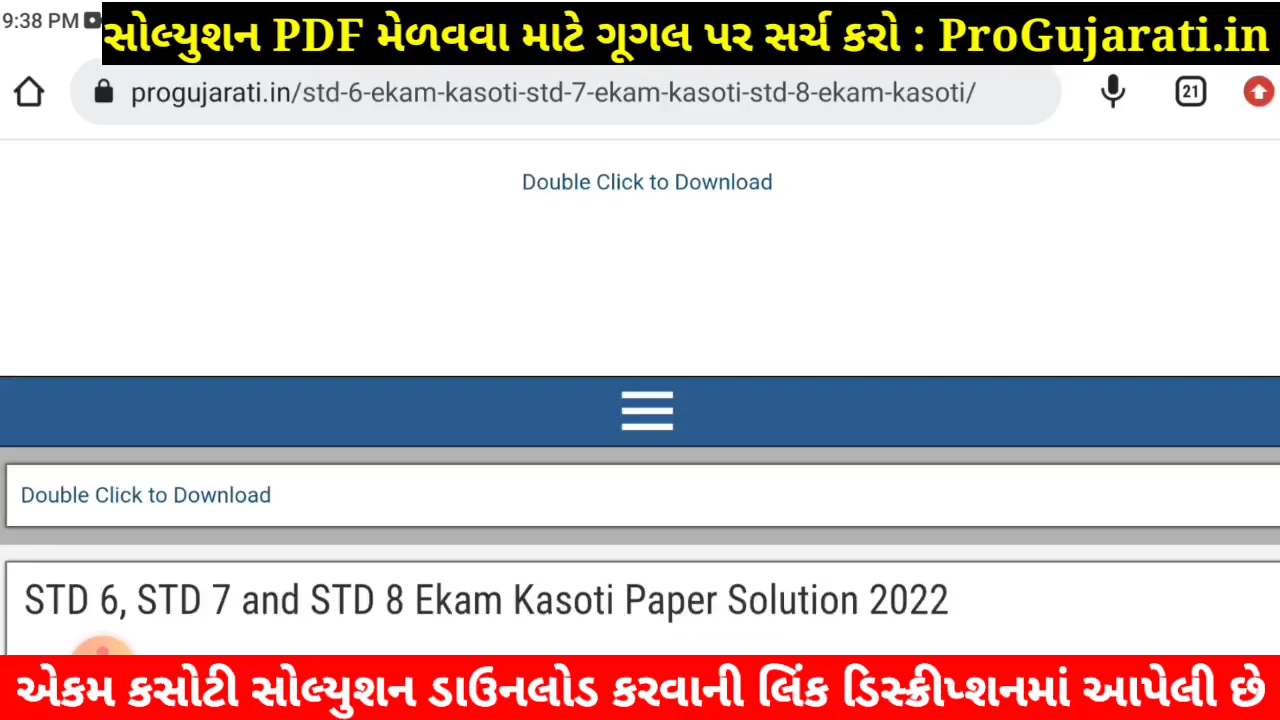 9:38 PM
સોલ્યુશન PDF મેળવવા માટે ગૂગલ પર સર્ચ કરો : ProGujarati.in
progujarati.in/std-6-ekam-kasoti-std-7-ekam-kasoti-std-8-ekam-kasoti/
21
Double Click to Download
Double Click to Download
STD 6, STD 7 and STD 8 Ekam Kasoti Paper Solution 2022
એકમ કસોટી સોલ્યુશન ડાઉનલોડ કરવાની લિંક ડિસ્ક્રીપ્શનમાં આપેલી છે